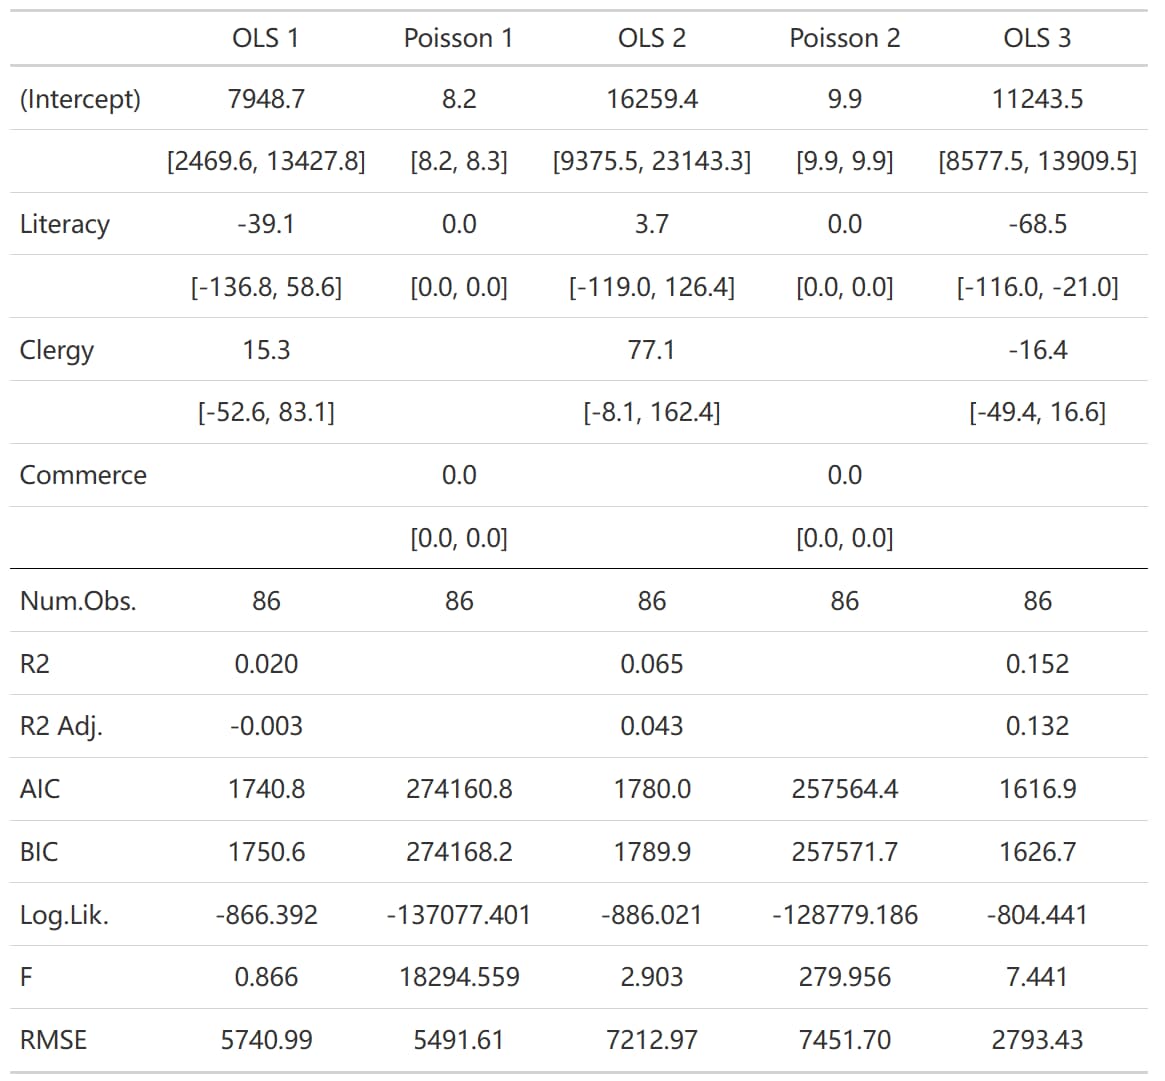 OLS 1 Poisson 1 OLS 2 Poisson 2 OLS 3
(Intercept) 7948.7 8.2 16259.4 9.9 11243.5
[2469.6, 13427.8] [8.2, 8.3] [9375.5, 23143.3] [9.9, 9.9] [8577.5, 13909.5]
Literacy -39.1 0.0 3.7 0.0 -68.5
[-136.8, 58.6] [0.0, 0.0] [-119.0, 126.4] [0.0, 0.0] [-116.0, -21.0]
Clergy 15.3 77.1 -16.4
[-52.6, 83.1] [-8.1, 162.4] [-49.4, 16.6]
Commerce 0.0 0.0
[0.0, 0.0] [0.0, 0.0]
Num.Obs. 86 86 86 86 86
R2 0.020 0.065 0.152
R2 Adj. -0.003 0.043 0.132
AIC 1740.8 274160.8 1780.0 257564.4 1616.9
BIC 1750.6 274168.2 1789.9 257571.7 1626.7
Log.Lik. -866.392 -137077.401 -886.021 -128779.186 -804.441
F 0.866 18294.559 2.903 279.956 7.441
RMSE 5740.99 5491.61 7212.97 7451.70 2793.43